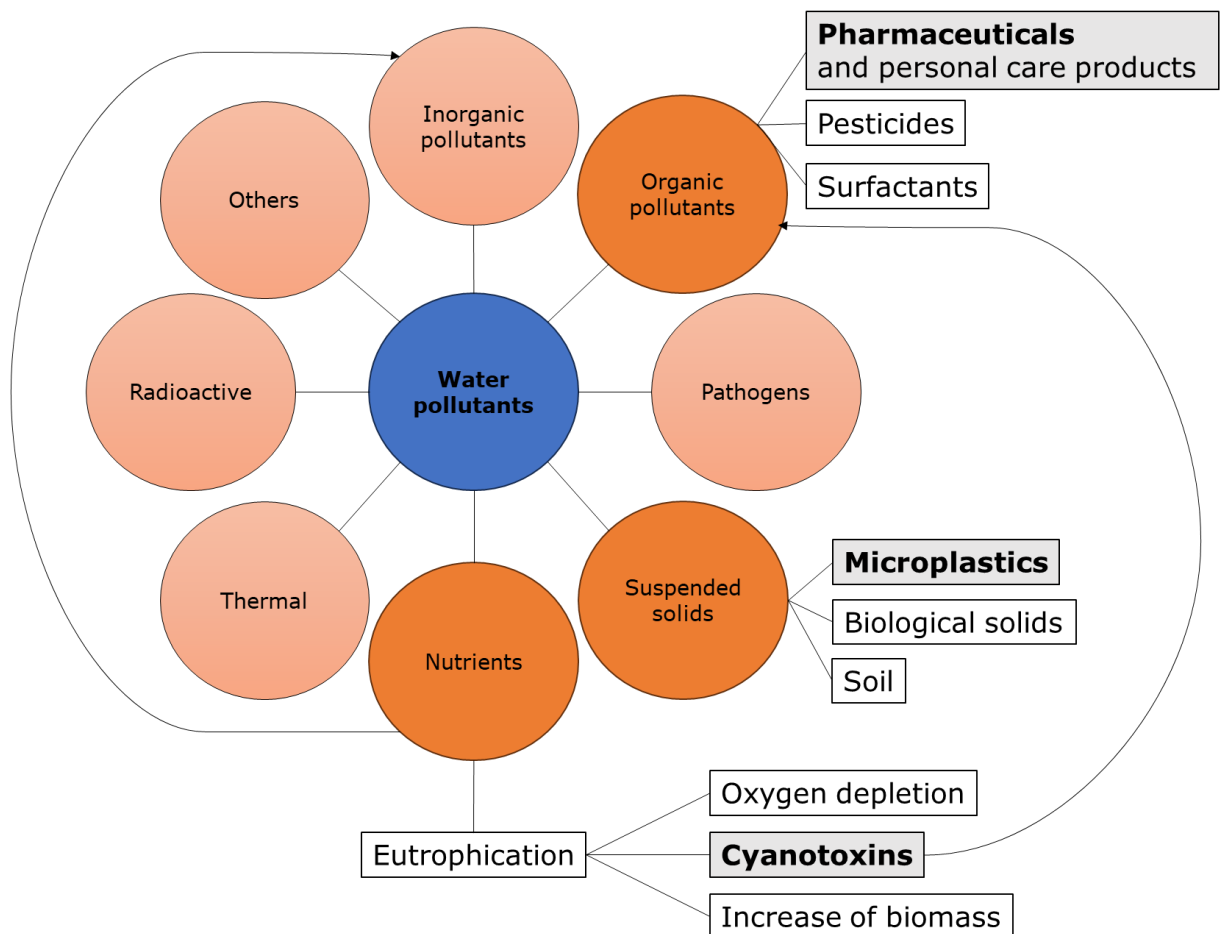 Pharmaceuticals
and personal care products
Pesticides
Surfactants
Inorganic
pollutants
Organic
pollutants
Others
Water
pollutants
Radioactive
Pathogens
Thermal
Nutrients
Suspended
solids
Microplastics
Biological solids
Soil
Eutrophication
Oxygen depletion
Cyanotoxins
Increase of biomass